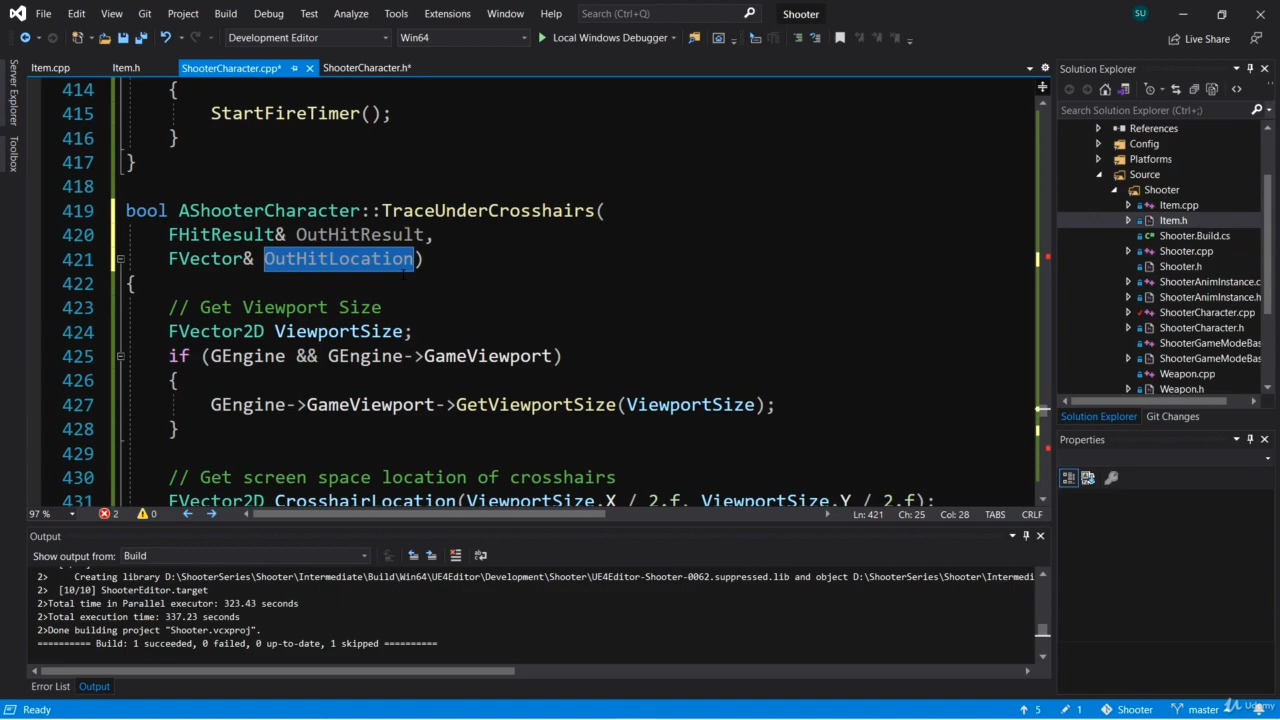 File Edit View Git Project Build Debug Test Analyze Tools Extensions Window Help Search (Ctrl+Q) Shooter SU
Development Editor Win64 Local Windows Debugger Live Share
Item.cpp Item.h ShooterCharacter.cpp* ShooterCharacter.h*
Server Explorer
Toolbox
414 {
415 StartFireTimer();
416 }
417 }
418
419 bool AShooterCharacter::TraceUnderCrosshairs(
420 FHitResult& OutHitResult,
421 FVector& OutHitLocation)
422 {
423 // Get Viewport Size
424 FVector2D ViewportSize;
425 if (GEngine && GEngine->GameViewport)
426 {
427 GEngine->GameViewport->GetViewportSize(ViewportSize);
428 }
429
430 // Get screen space location of crosshairs
431 FVector2D CrosshairLocation(ViewportSize.X / 2.f, ViewportSize.Y / 2.f);
97 % 2 0 Ln: 421 Ch: 25 Col: 28 TABS CRLF
Output
Show output from: Build
2> Creating library D:\ShooterSeries\Shooter\Intermediate\Build\Win64\UE4Editor\Development\Shooter\UE4Editor-Shooter-0062.suppressed.lib and object D:\ShooterSeries\Shooter\Intermedia
2> [10/10] ShooterEditor.target
2>Total time in Parallel executor: 323.43 seconds
2>Total execution time: 337.23 seconds
2>Done building project "Shooter.vcxproj".
========== Build: 1 succeeded, 0 failed, 0 up-to-date, 1 skipped ==========
Error List Output
Solution Explorer
Search Solution Explorer (Ctrl+;)
References
Config
Platforms
Source
Shooter
Item.cpp
Item.h
Shooter.Build.cs
Shooter.cpp
Shooter.h
ShooterAnimInstance.c
ShooterAnimInstance.h
ShooterCharacter.cpp
ShooterCharacter.h
ShooterGameModeBas
ShooterGameModeBas
Weapon.cpp
Weapon.h
Solution Explorer Git Changes
Properties
Ready 5 1 Shooter master
Udemy